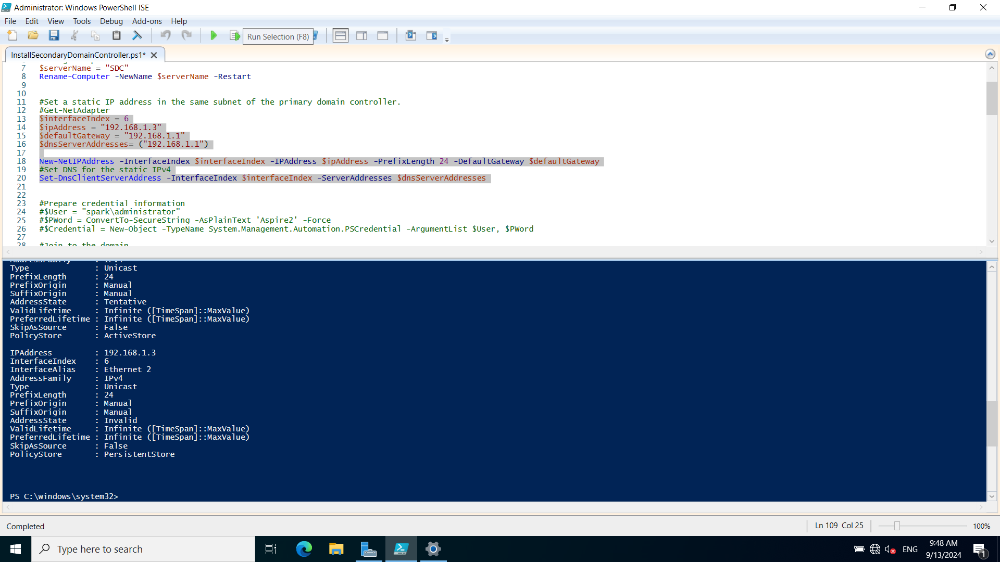 Administrator: Windows PowerShell ISE
File Edit View Tools Debug Add-ons Help
Run Selection (F8)
InstallSecondaryDomainController.ps1*
7 $serverName = "SDC"
8 Rename-Computer -NewName $serverName -Restart
9
10
11 #Set a static IP address in the same subnet of the primary domain controller.
12 #Get-NetAdapter
13 $interfaceIndex = 6
14 $ipAddress = "192.168.1.3"
15 $defaultGateway = "192.168.1.1"
16 $dnsServerAddresses= ("192.168.1.1")
17
18 New-NetIPAddress -InterfaceIndex $interfaceIndex -IPAddress $ipAddress -PrefixLength 24 -DefaultGateway $defaultGateway
19 #Set DNS for the static IPv4
20 Set-DnsClientServerAddress -InterfaceIndex $interfaceIndex -ServerAddresses $dnsServerAddresses
21
22
23 #Prepare credential information
24 #$User = "spark\administrator"
25 #$PWord = ConvertTo-SecureString -AsPlainText 'Aspire2' -Force
26 #$Credential = New-Object -TypeName System.Management.Automation.PSCredential -ArgumentList $User, $PWord
27
28 #Join to the domain
Type : Unicast
PrefixLength : 24
PrefixOrigin : Manual
SuffixOrigin : Manual
AddressState : Tentative
ValidLifetime : Infinite ([TimeSpan]::MaxValue)
PreferredLifetime : Infinite ([TimeSpan]::MaxValue)
SkipAsSource : False
PolicyStore : ActiveStore
IPAddress : 192.168.1.3
InterfaceIndex : 6
InterfaceAlias : Ethernet 2
AddressFamily : IPv4
Type : Unicast
PrefixLength : 24
PrefixOrigin : Manual
SuffixOrigin : Manual
AddressState : Invalid
ValidLifetime : Infinite ([TimeSpan]::MaxValue)
PreferredLifetime : Infinite ([TimeSpan]::MaxValue)
SkipAsSource : False
PolicyStore : PersistentStore
PS C:\windows\system32>
Completed
Ln 109 Col 25
100%
Type here to search
ENG
9:48 AM
9/13/2024
1